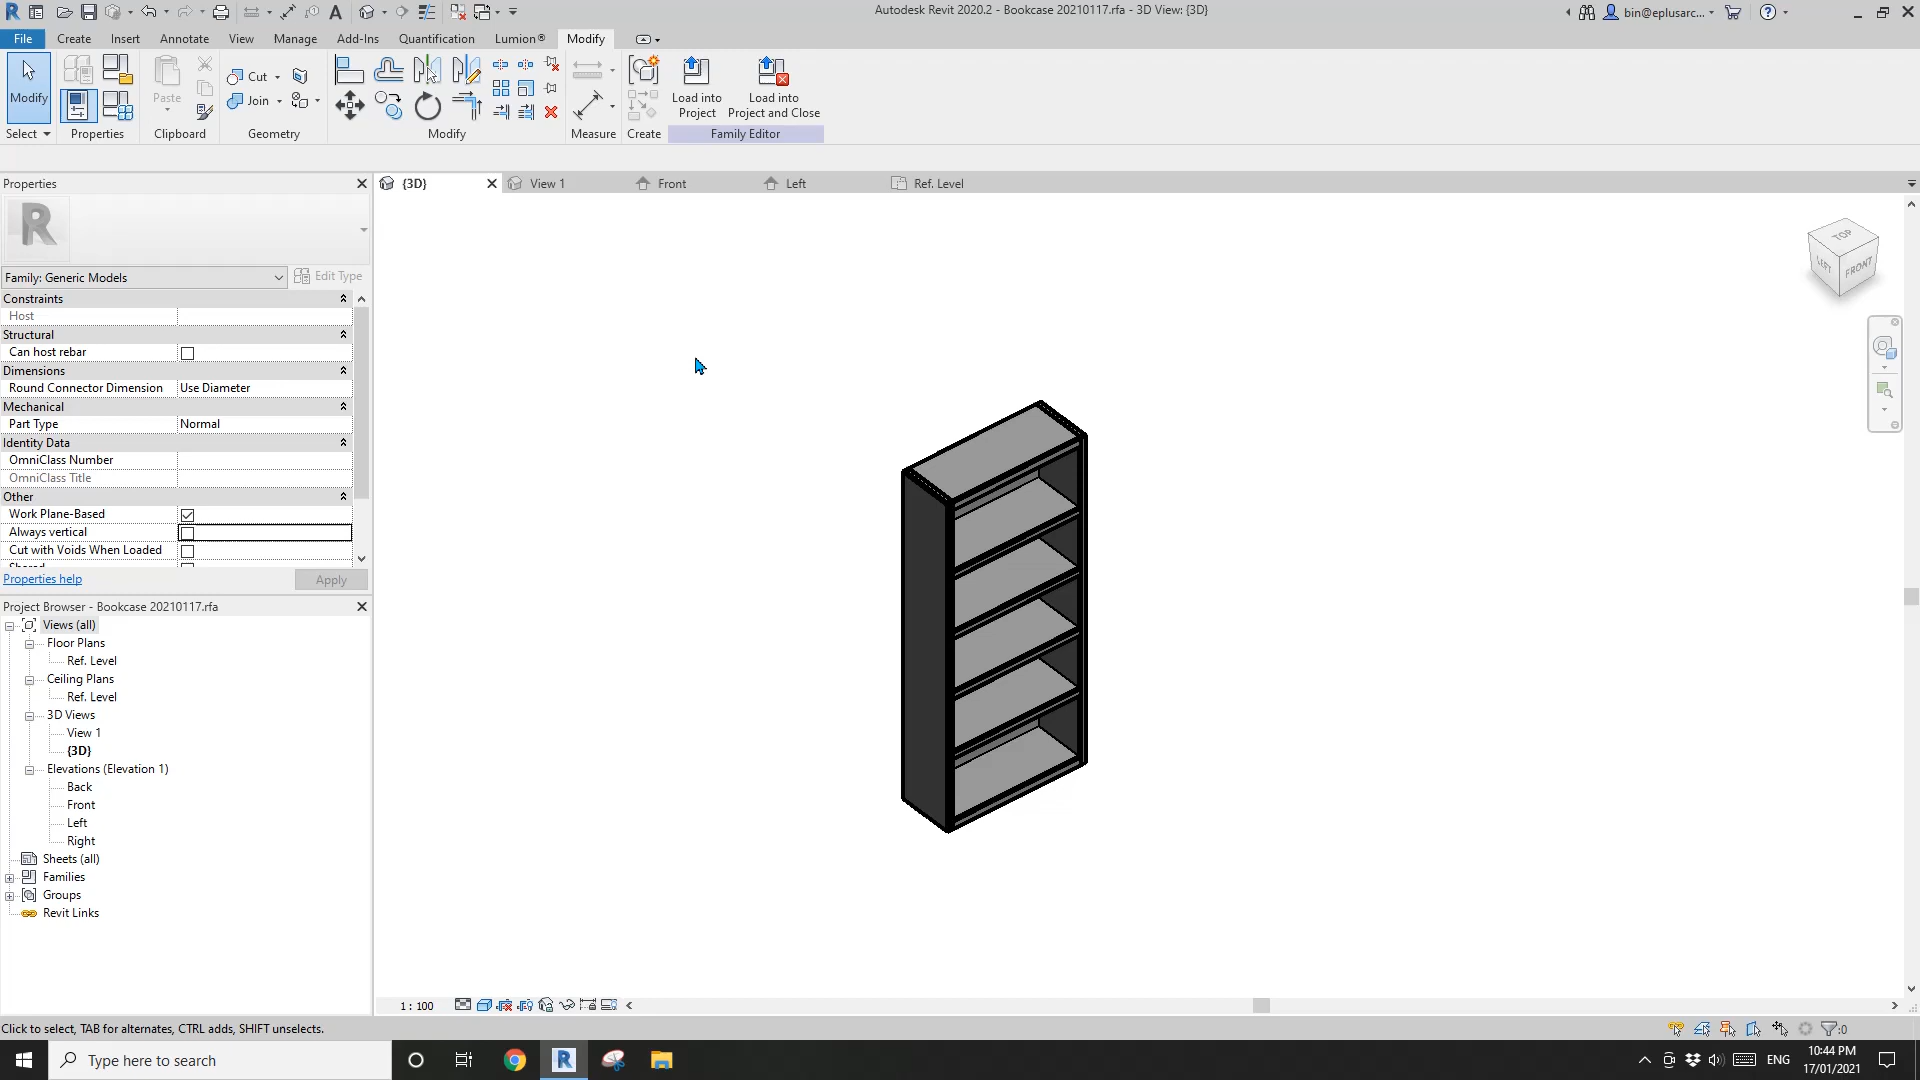 Autodesk Revit 2020.2 - Bookcase 20210117.rfa - 3D View: {3D}
bin@eplusarc...
File Create Insert Annotate View Manage Add-Ins Quantification Lumion® Modify
Modify
Paste
Cut
Join
Load into Project
Load into Project and Close
Select Properties Clipboard Geometry Modify Measure Create Family Editor
Properties
{3D} View 1 Front Left Ref. Level
Family: Generic Models Edit Type
Constraints
Host
Structural
Can host rebar
Dimensions
Round Connector Dimension Use Diameter
Mechanical
Part Type Normal
Identity Data
OmniClass Number
OmniClass Title
Other
Work Plane-Based
Always vertical
Cut with Voids When Loaded
Shared
Properties help Apply
Project Browser - Bookcase 20210117.rfa
Views (all)
Floor Plans
Ref. Level
Ceiling Plans
Ref. Level
3D Views
View 1
{3D}
Elevations (Elevation 1)
Back
Front
Left
Right
Sheets (all)
Families
Groups
Revit Links
TOP
LEFT FRONT
1 : 100
Click to select, TAB for alternates, CTRL adds, SHIFT unselects.
:0
Type here to search
ENG
10:44 PM
17/01/2021